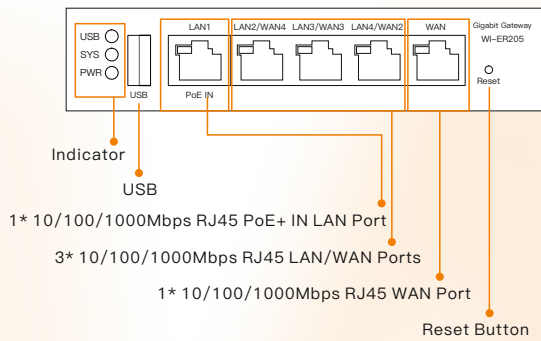 LAN1 LAN2/WAN4 LAN3/WAN3 LAN4/WAN2 WAN Gigabit Gateway
USB WI-ER205
SYS
PWR
USB PoE IN Reset
Indicator
USB
1* 10/100/1000Mbps RJ45 PoE+ IN LAN Port
3* 10/100/1000Mbps RJ45 LAN/WAN Ports
1* 10/100/1000Mbps RJ45 WAN Port
Reset Button